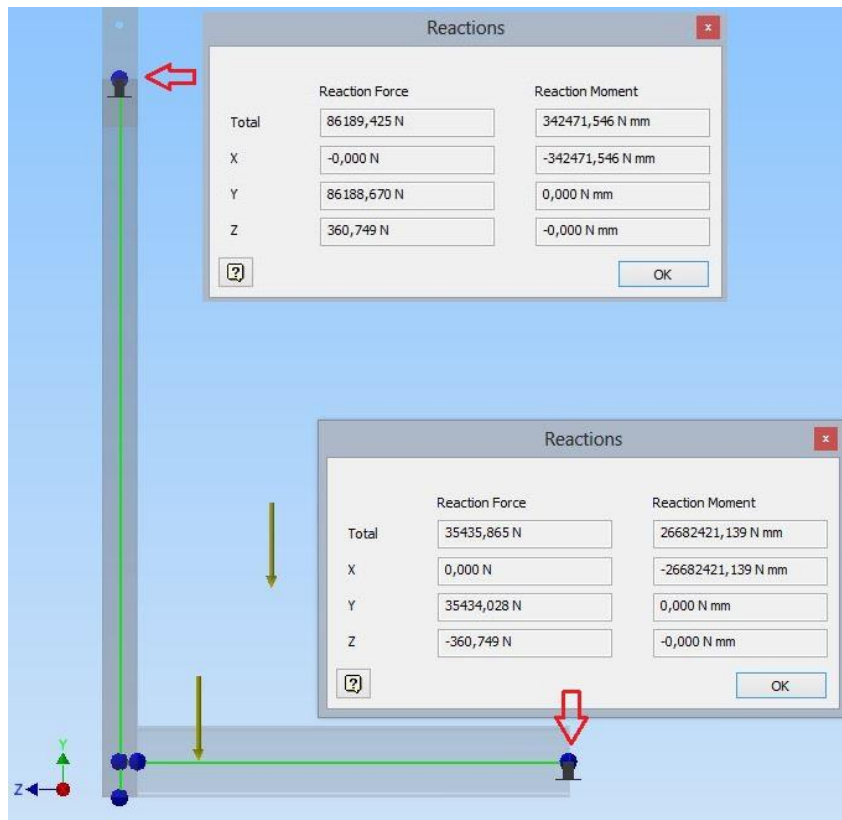 Reactions
x
Reaction Force Reaction Moment
Total 86189,425 N 342471,546 N mm
X -0,000 N -342471,546 N mm
Y 86188,670 N 0,000 N mm
Z 360,749 N -0,000 N mm
? OK
Reactions
x
Reaction Force Reaction Moment
Total 35435,865 N 26682421,139 N mm
X 0,000 N -26682421,139 N mm
Y 35434,028 N 0,000 N mm
Z -360,749 N -0,000 N mm
? OK
Y
Z